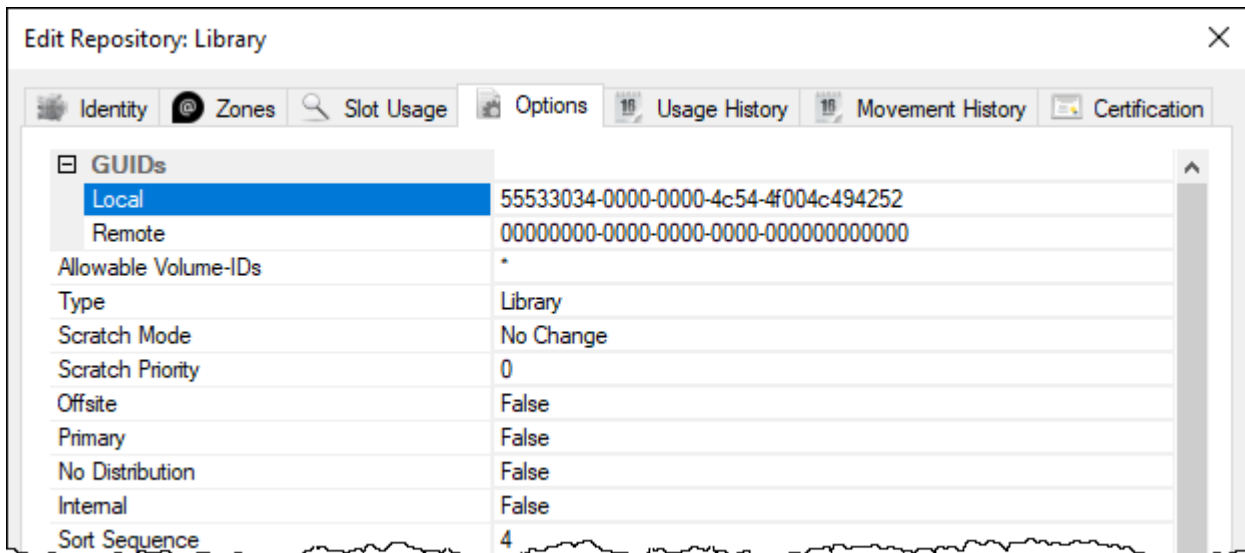 Edit Repository: Library
Identity Zones Slot Usage Options Usage History Movement History Certification
GUIDs
Local 55533034-0000-0000-4c54-4f004c494252
Remote 00000000-0000-0000-0000-000000000000
Allowable Volume-IDs *
Type Library
Scratch Mode No Change
Scratch Priority 0
Offsite False
Primary False
No Distribution False
Internal False
Sort Sequence 4